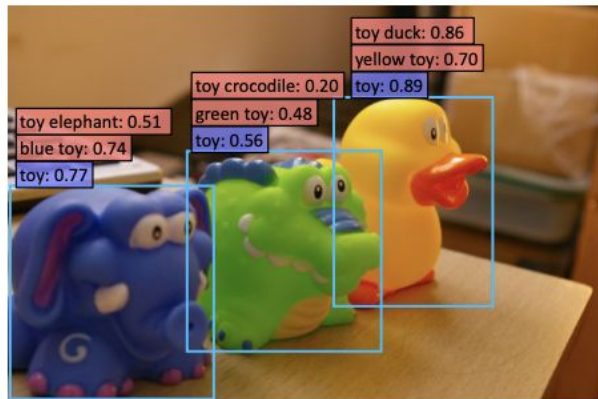 toy duck: 0.86
yellow toy: 0.70
toy: 0.89
toy crocodile: 0.20
green toy: 0.48
toy: 0.56
toy elephant: 0.51
blue toy: 0.74
toy: 0.77